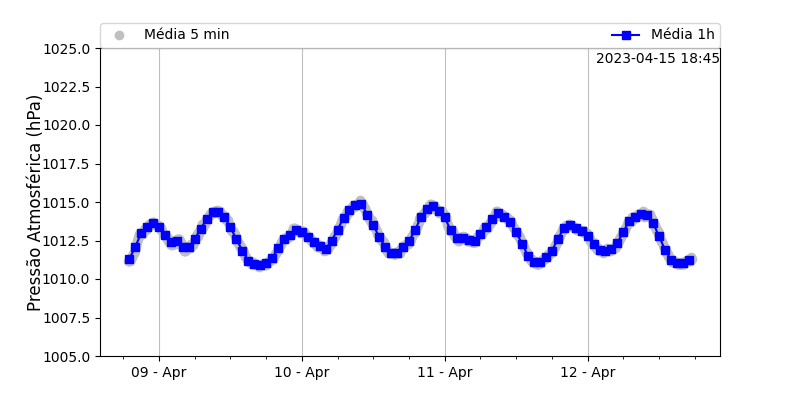 Média 5 min
Média 1h
2023-04-15 18:45
Pressão Atmosférica (hPa)
1025.0
1022.5
1020.0
1017.5
1015.0
1012.5
1010.0
1007.5
1005.0
09 - Apr
10 - Apr
11 - Apr
12 - Apr